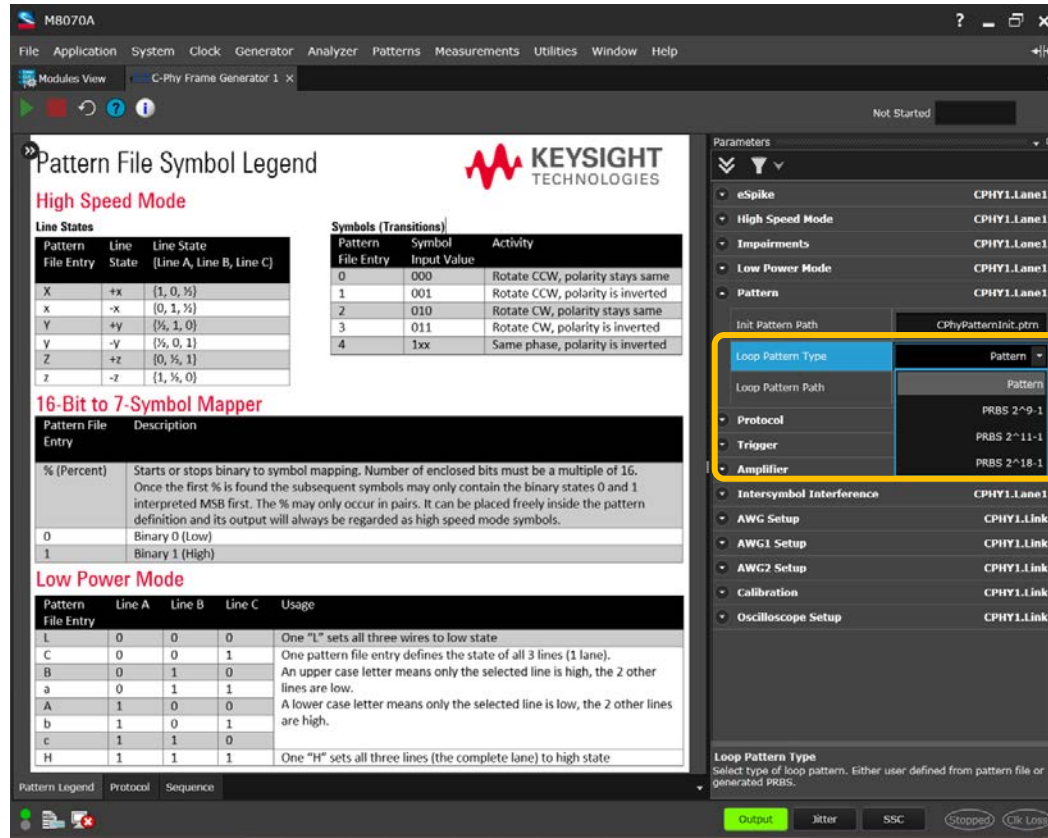 M8070A
? _ ×
File Application System Clock Generator Analyzer Patterns Measurements Utilities Window Help
Modules View C-Phy Frame Generator 1 ×
Not Started
Pattern File Symbol Legend
KEYSIGHT
TECHNOLOGIES
High Speed Mode
Line States
Pattern File Entry Line State Line State (Line A, Line B, Line C)
X +x {1, 0, ½}
x -x {0, 1, ½}
Y +y {½, 1, 0}
y -y {½, 0, 1}
Z +z {0, ½, 1}
z -z {1, ½, 0}
Symbols (Transitions)
Pattern File Entry Symbol Input Value Activity
0 000 Rotate CCW, polarity stays same
1 001 Rotate CCW, polarity is inverted
2 010 Rotate CW, polarity stays same
3 011 Rotate CW, polarity is inverted
4 1xx Same phase, polarity is inverted
16-Bit to 7-Symbol Mapper
Pattern File Entry Description
% (Percent) Starts or stops binary to symbol mapping. Number of enclosed bits must be a multiple of 16.
Once the first % is found the subsequent symbols may only contain the binary states 0 and 1
interpreted MSB first. The % may only occur in pairs. It can be placed freely inside the pattern
definition and its output will always be regarded as high speed mode symbols.
0 Binary 0 (Low)
1 Binary 1 (High)
Low Power Mode
Pattern File Entry Line A Line B Line C Usage
L 0 0 0 One "L" sets all three wires to low state
C 0 0 1 One pattern file entry defines the state of all 3 lines (1 lane).
B 0 1 0 An upper case letter means only the selected line is high, the 2 other
a 0 1 1 lines are low.
A 1 0 0 A lower case letter means only the selected line is low, the 2 other lines
b 1 0 1 are high.
c 1 1 0
H 1 1 1 One "H" sets all three lines (the complete lane) to high state
Pattern Legend Protocol Sequence
Parameters
eSpike CPHY1.Lane1
High Speed Mode CPHY1.Lane1
Impairments CPHY1.Lane1
Low Power Mode CPHY1.Lane1
Pattern CPHY1.Lane1
Init Pattern Path CPhyPatternInit.ptrn
Loop Pattern Type Pattern
Loop Pattern Path Pattern
PRBS 2^9-1
Protocol
PRBS 2^11-1
Trigger
PRBS 2^18-1
Amplifier
Intersymbol Interference CPHY1.Lane1
AWG Setup CPHY1.Link
AWG1 Setup CPHY1.Link
AWG2 Setup CPHY1.Link
Calibration CPHY1.Link
Oscilloscope Setup CPHY1.Link
Loop Pattern Type
Select type of loop pattern. Either user defined from pattern file or
generated PRBS.
Output Jitter SSC (Stopped) (Clk Loss